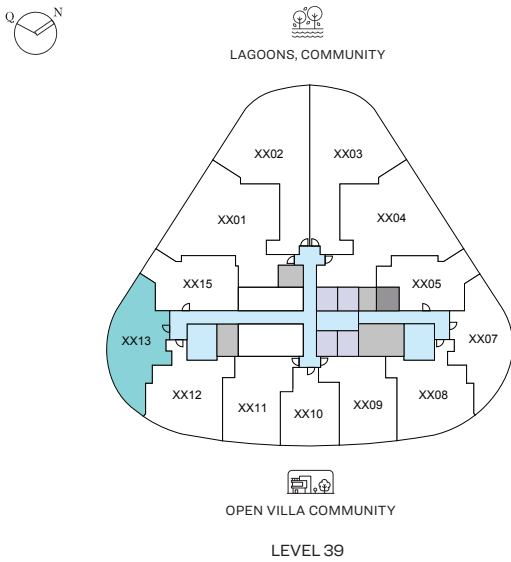 Q N
LAGOONS, COMMUNITY
XX02 XX03
XX01 XX04
XX15 XX05
XX13 XX07
XX12 XX08
XX11 XX10 XX09
OPEN VILLA COMMUNITY
LEVEL 39